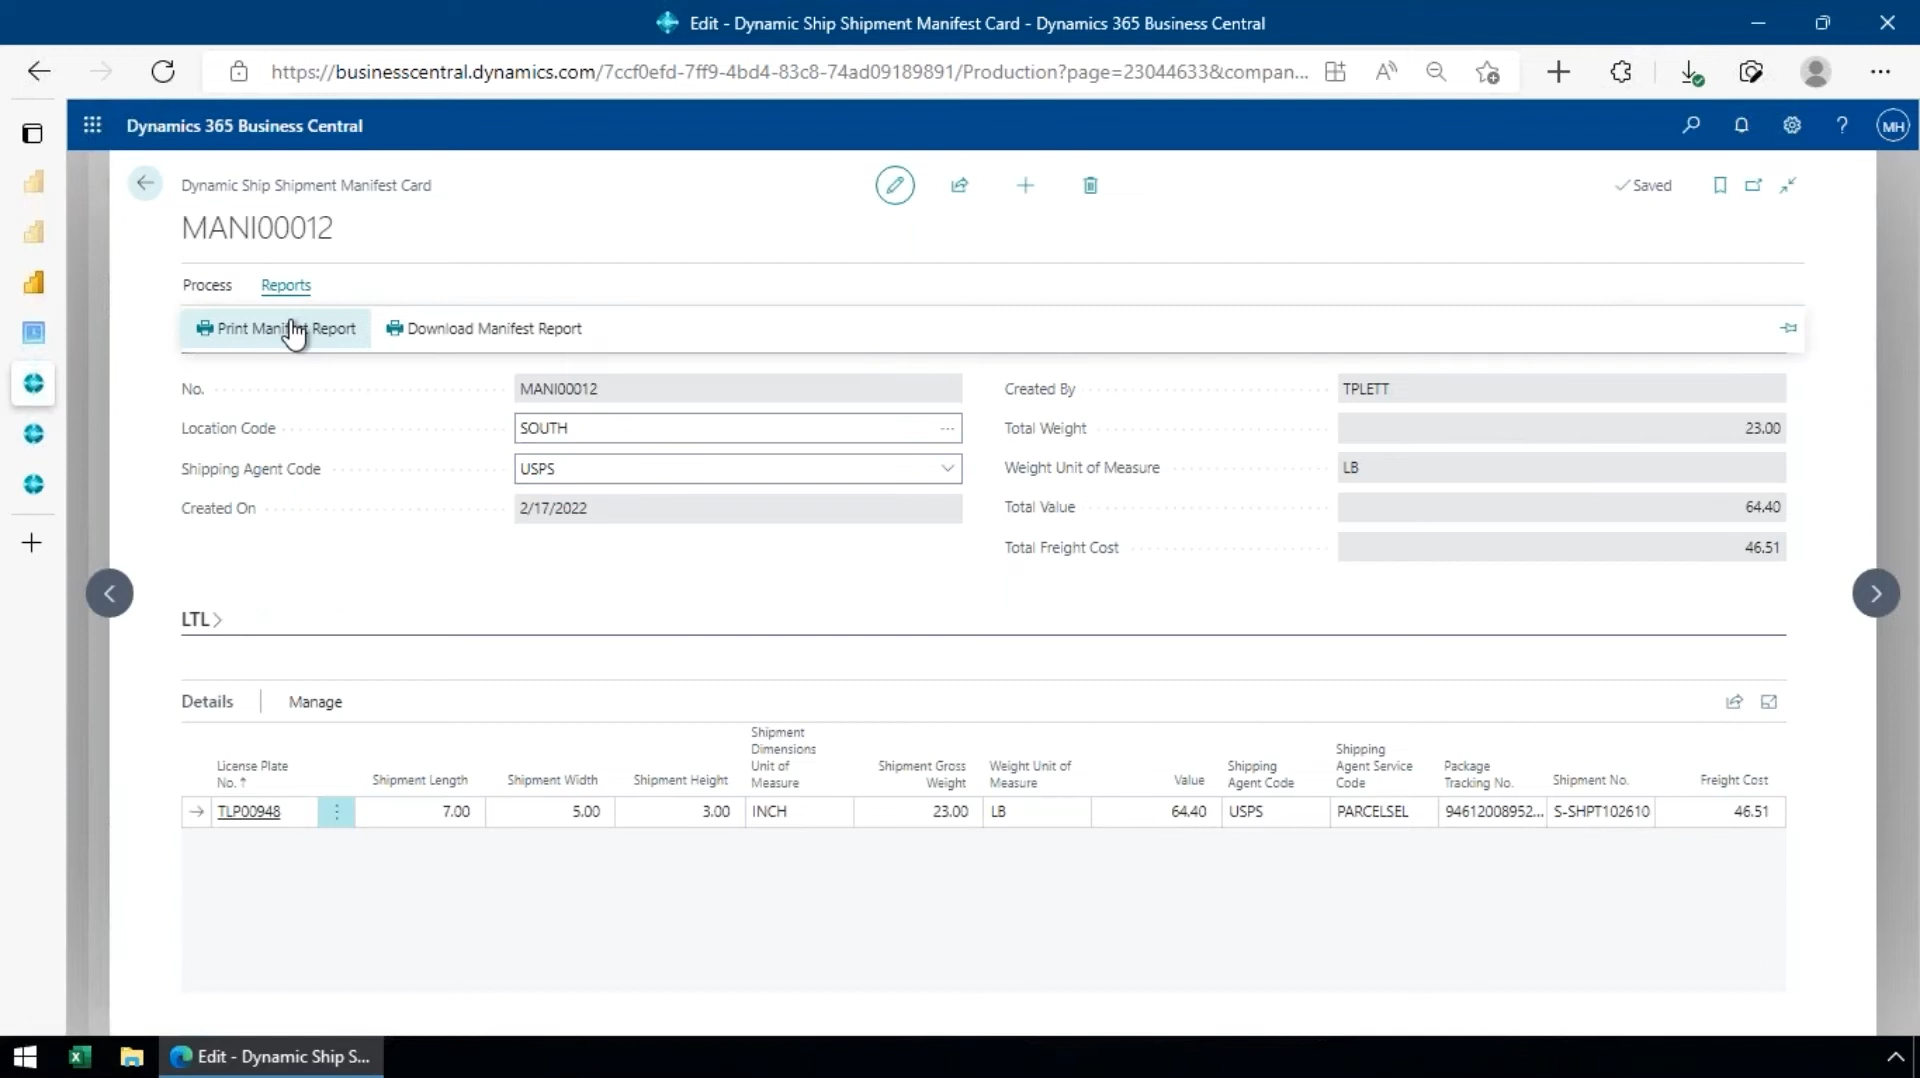 Edit - Dynamic Ship Shipment Manifest Card - Dynamics 365 Business Central
https://businesscentral.dynamics.com/7ccf0efd-7ff9-4bd4-83c8-74ad09189891/Production?page=23044633&compan...
Dynamics 365 Business Central
MH
Dynamic Ship Shipment Manifest Card
Saved
MANI00012
Process Reports
Print Manifest Report Download Manifest Report
No. MANI00012 Created By TPLETT
Location Code SOUTH Total Weight 23.00
Shipping Agent Code USPS Weight Unit of Measure LB
Created On 2/17/2022 Total Value 64.40
Total Freight Cost 46.51
LTL
Details Manage
License Plate No. ↑ Shipment Length Shipment Width Shipment Height Shipment Dimensions Unit of Measure Shipment Gross Weight Weight Unit of Measure Value Shipping Agent Code Shipping Agent Service Code Package Tracking No. Shipment No. Freight Cost
TLP00948 7.00 5.00 3.00 INCH 23.00 LB 64.40 USPS PARCELSEL 94612008952... S-SHPT102610 46.51
Edit - Dynamic Ship S...